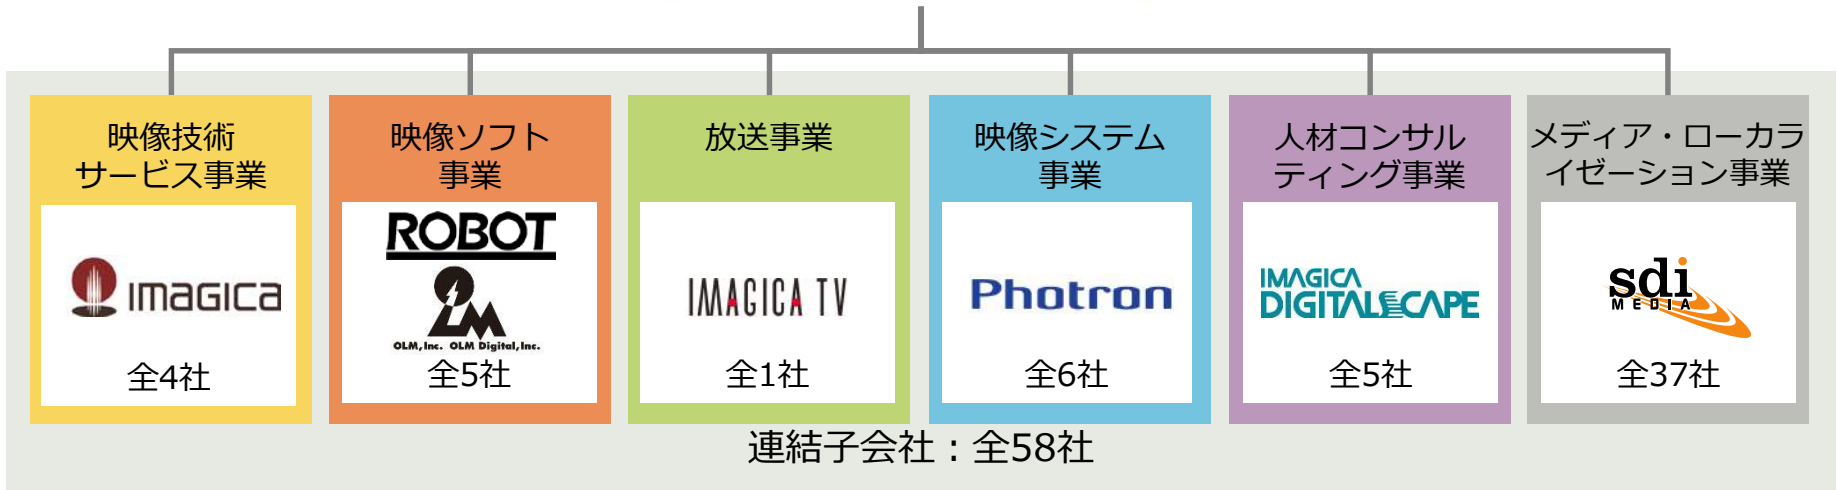 映像技術
サービス事業
IMAGICA
全4社
映像ソフト
事業
ROBOT
OLM, Inc. OLM Digital, Inc.
全5社
放送事業
IMAGICA TV
全1社
映像システム
事業
Photron
全6社
人材コンサル
ティング事業
IMAGICA
DIGITALSCAPE
全5社
メディア・ローカラ
イゼーション事業
sdi
MEDIA
全37社
連結子会社：全58社